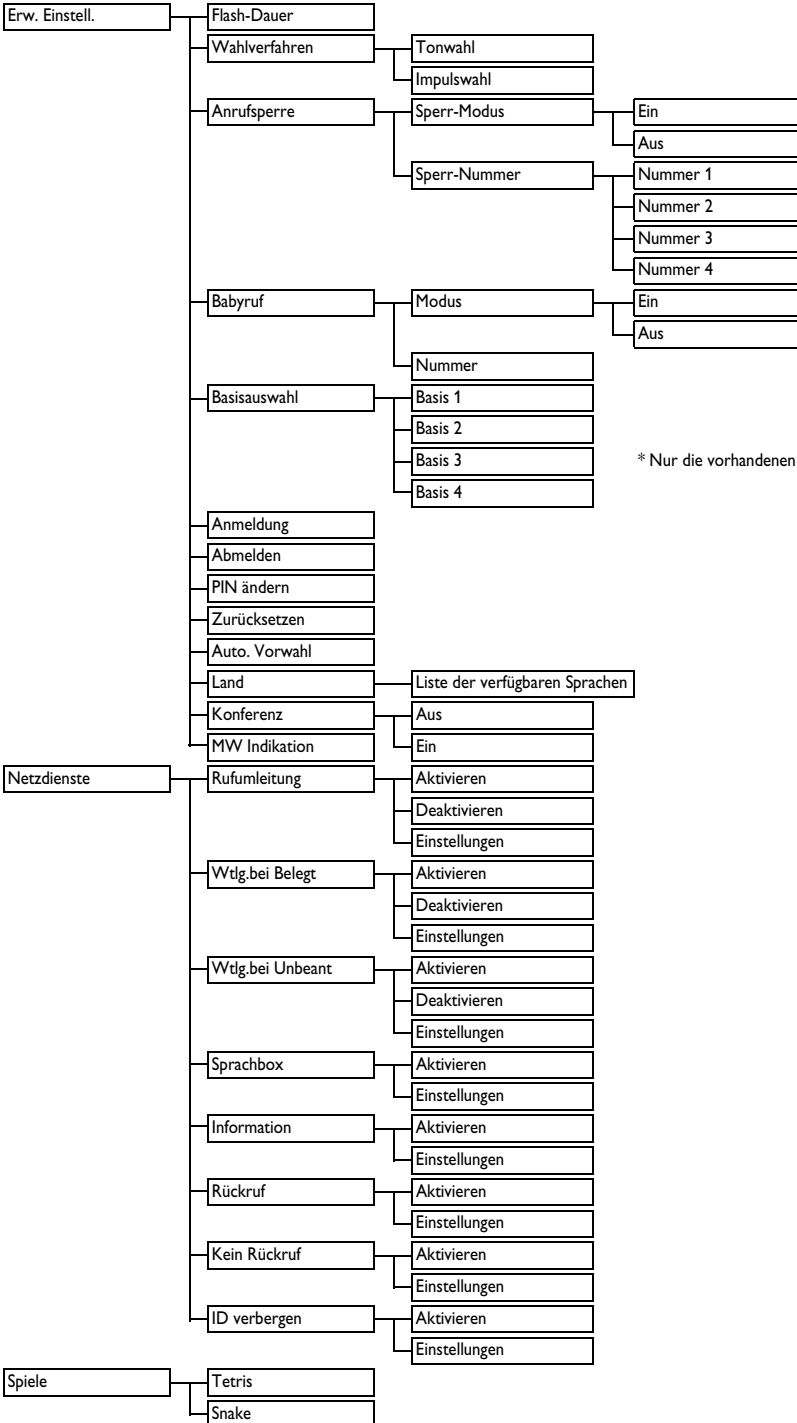 Erw. Einstell. Flash-Dauer
Wahlverfahren Tonwahl
Impulswahl
Anrufsperre Sperr-Modus Ein
Aus
Sperr-Nummer Nummer 1
Nummer 2
Nummer 3
Nummer 4
Babyruf Modus Ein
Aus
Nummer
Basisauswahl Basis 1
Basis 2
Basis 3 * Nur die vorhandenen
Basis 4
Anmeldung
Abmelden
PIN ändern
Zurücksetzen
Auto. Vorwahl
Land Liste der verfügbaren Sprachen
Konferenz Aus
MW Indikation Ein
Netzdienste Rufumleitung Aktivieren
Deaktivieren
Einstellungen
Wtlg.bei Belegt Aktivieren
Deaktivieren
Einstellungen
Wtlg.bei Unbeant Aktivieren
Deaktivieren
Einstellungen
Sprachbox Aktivieren
Einstellungen
Information Aktivieren
Einstellungen
Rückruf Aktivieren
Einstellungen
Kein Rückruf Aktivieren
Einstellungen
ID verbergen Aktivieren
Einstellungen
Spiele Tetris
Snake